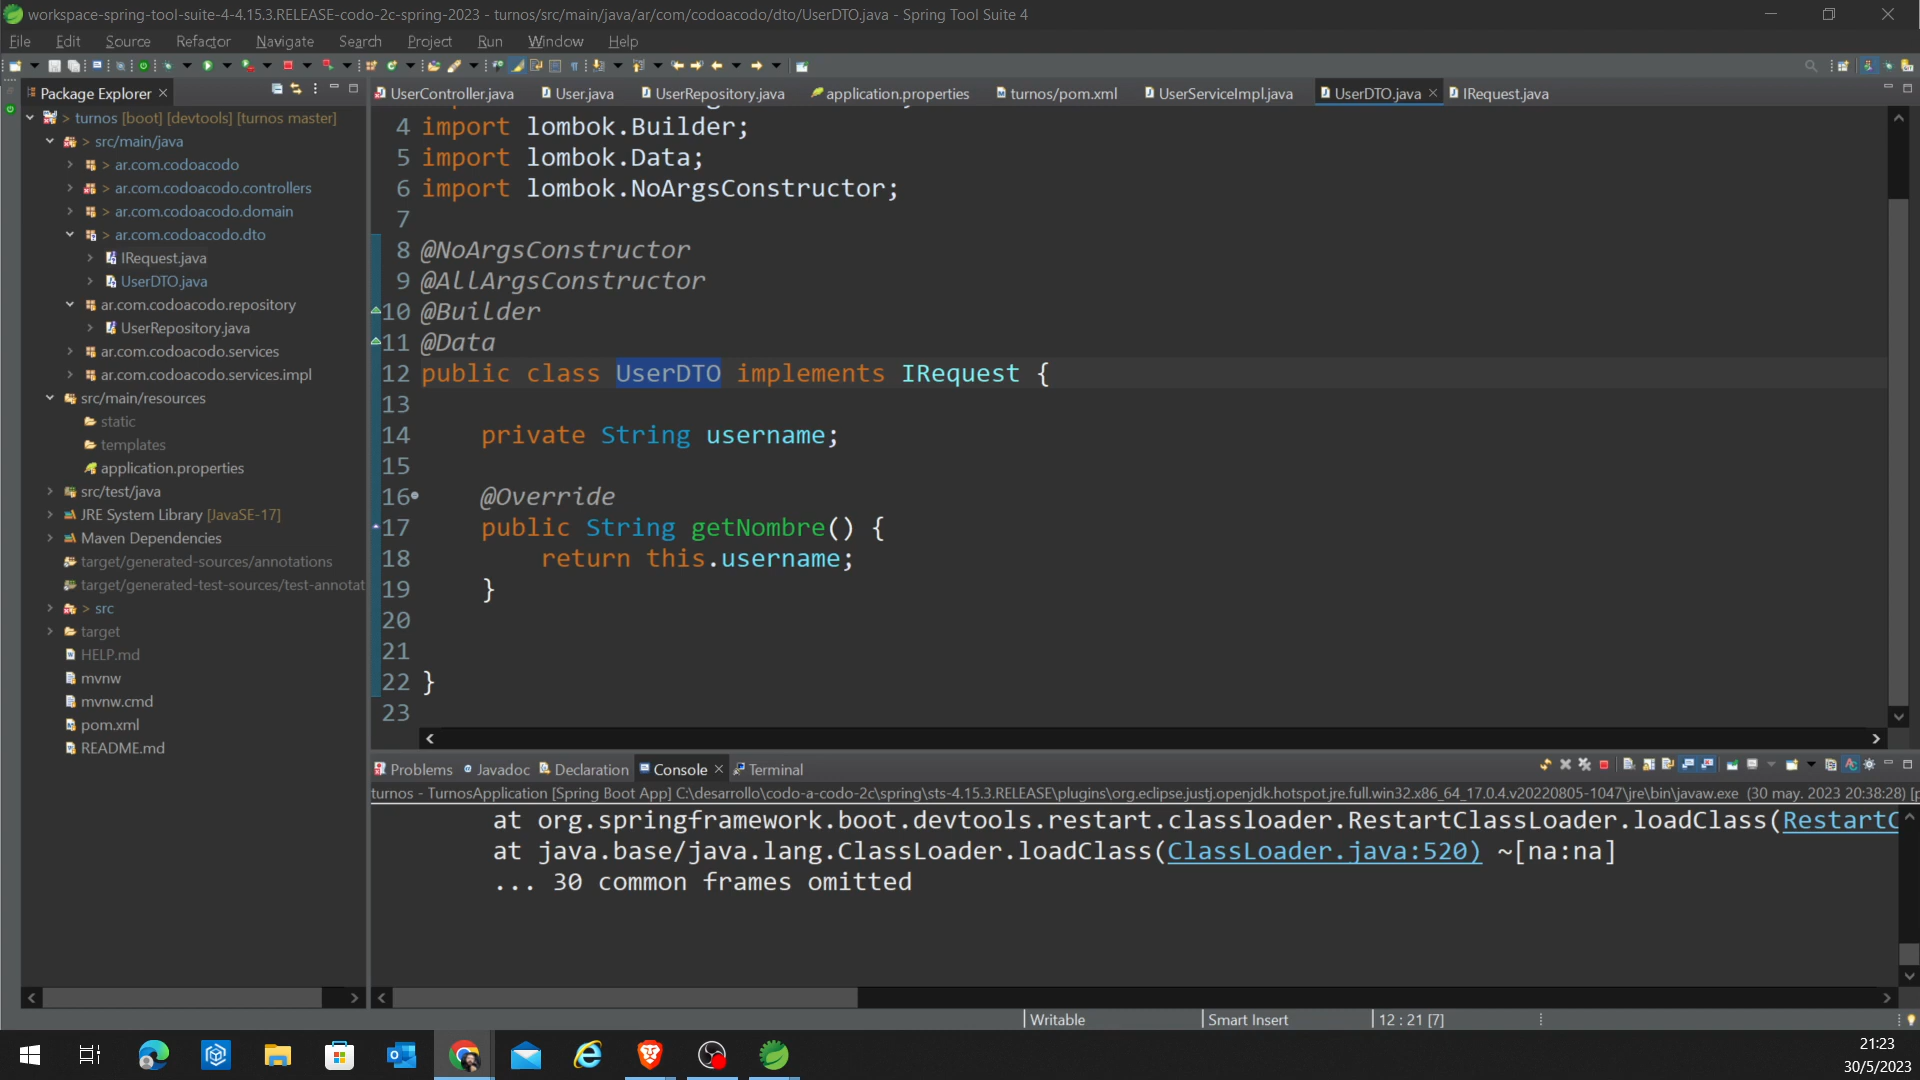 workspace-spring-tool-suite-4-4.15.3.RELEASE-codo-2c-spring-2023 - turnos/src/main/java/ar/com/codoacodo/dto/UserDTO.java - Spring Tool Suite 4
File Edit Source Refactor Navigate Search Project Run Window Help
Package Explorer
UserController.java User.java UserRepository.java application.properties turnos/pom.xml UserServiceImpl.java UserDTO.java IRequest.java
> turnos [boot] [devtools] [turnos master]
> src/main/java
> ar.com.codoacodo
> ar.com.codoacodo.controllers
> ar.com.codoacodo.domain
> ar.com.codoacodo.dto
IRequest.java
UserDTO.java
ar.com.codoacodo.repository
UserRepository.java
ar.com.codoacodo.services
ar.com.codoacodo.services.impl
src/main/resources
static
templates
application.properties
src/test/java
JRE System Library [JavaSE-17]
Maven Dependencies
target/generated-sources/annotations
target/generated-test-sources/test-annotat
> src
target
HELP.md
mvnw
mvnw.cmd
pom.xml
README.md
4 import lombok.Builder;
5 import lombok.Data;
6 import lombok.NoArgsConstructor;
7
8 @NoArgsConstructor
9 @AllArgsConstructor
10 @Builder
11 @Data
12 public class UserDTO implements IRequest {
13
14 private String username;
15
16 @Override
17 public String getNombre() {
18 return this.username;
19 }
20
21
22 }
23
Problems Javadoc Declaration Console Terminal
turnos - TurnosApplication [Spring Boot App] C:\desarrollo\codo-a-codo-2c\spring\sts-4.15.3.RELEASE\plugins\org.eclipse.justj.openjdk.hotspot.jre.full.win32.x86_64_17.0.4.v20220805-1047\jre\bin\javaw.exe (30 may. 2023 20:38:28) [p
at org.springframework.boot.devtools.restart.classloader.RestartClassLoader.loadClass(RestartC
at java.base/java.lang.ClassLoader.loadClass(ClassLoader.java:520) ~[na:na]
... 30 common frames omitted
Writable Smart Insert 12 : 21 [7]
21:23
30/5/2023